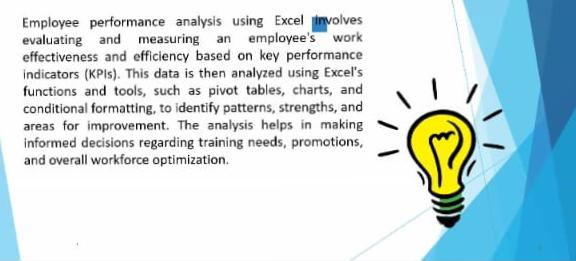 Employee performance analysis using Excel involves
evaluating and measuring an employee's work
effectiveness and efficiency based on key performance
indicators (KPIs). This data is then analyzed using Excel's
functions and tools, such as pivot tables, charts, and
conditional formatting, to identify patterns, strengths, and
areas for improvement. The analysis helps in making
informed decisions regarding training needs, promotions,
and overall workforce optimization.